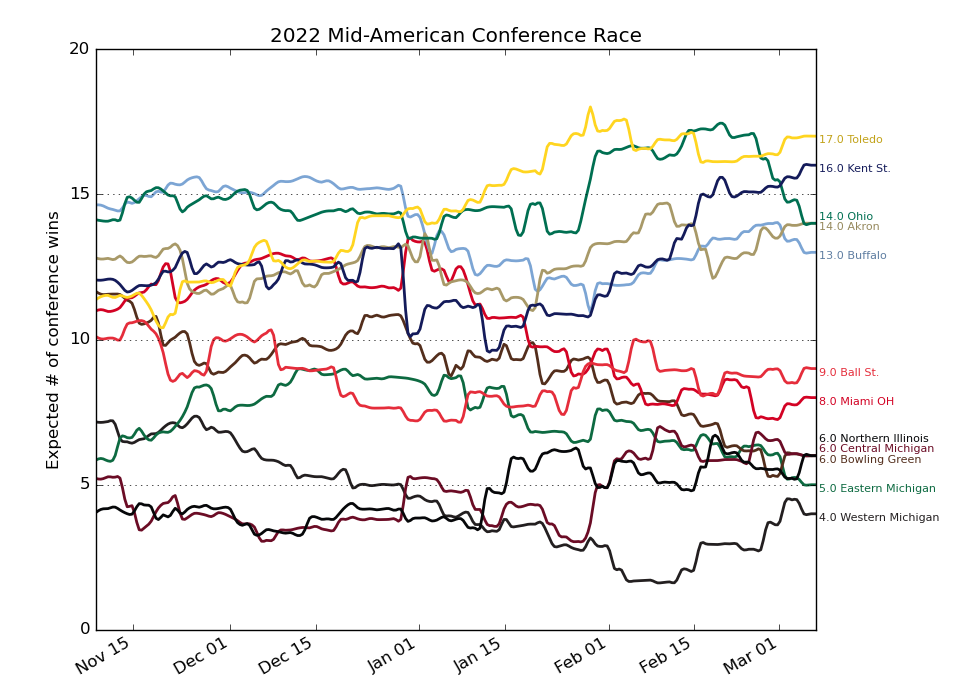 2022 Mid-American Conference Race
Expected # of conference wins
20
15
10
5
0
17.0 Toledo
16.0 Kent St.
14.0 Ohio
14.0 Akron
13.0 Buffalo
9.0 Ball St.
8.0 Miami OH
6.0 Northern Illinois
6.0 Central Michigan
6.0 Bowling Green
5.0 Eastern Michigan
4.0 Western Michigan
Nov 15
Dec 01
Dec 15
Jan 01
Jan 15
Feb 01
Feb 15
Mar 01